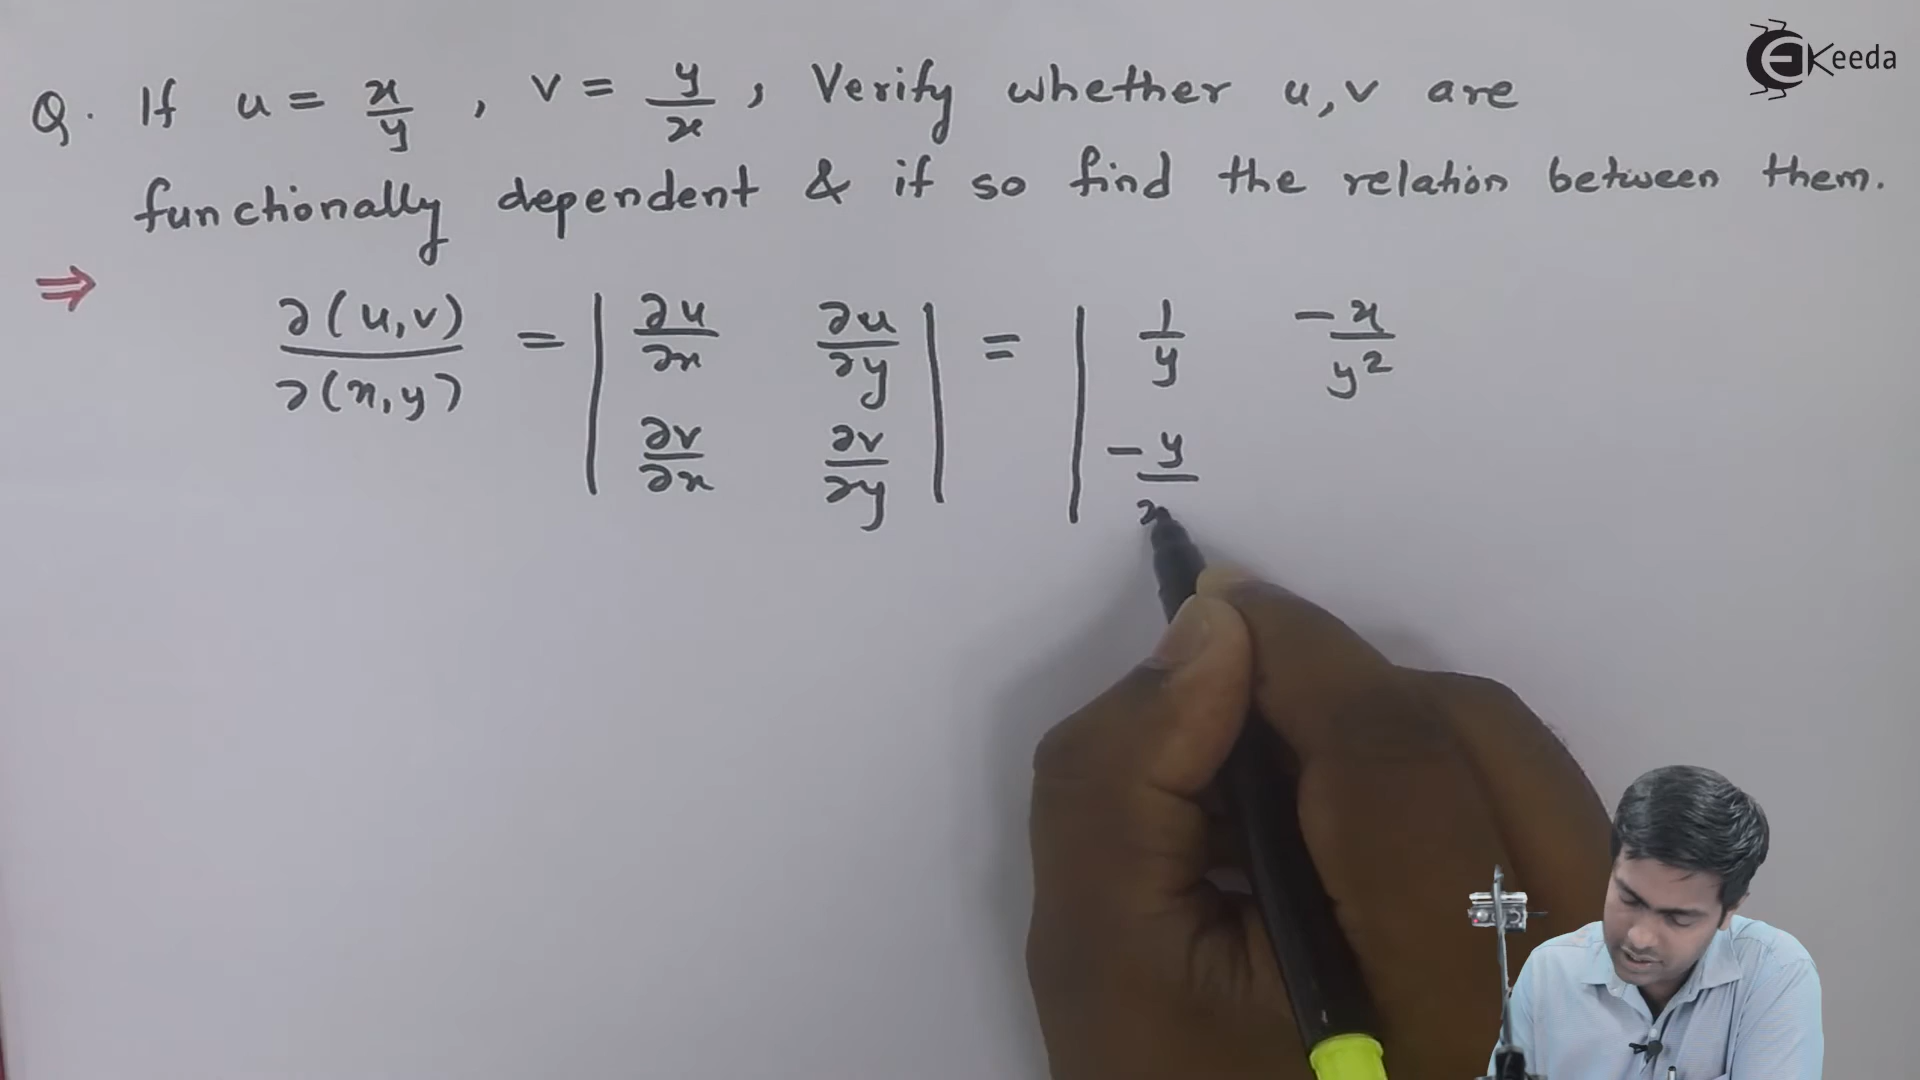 EKeeda
Q. If u = x/y , v = y/x , Verify whether u,v are
functionally dependent & if so find the relation between them.
⇒ ∂(u,v)/∂(x,y) = | ∂u/∂x ∂u/∂y | = | 1/y -x/y²
| ∂v/∂x ∂v/∂y | | -y/x